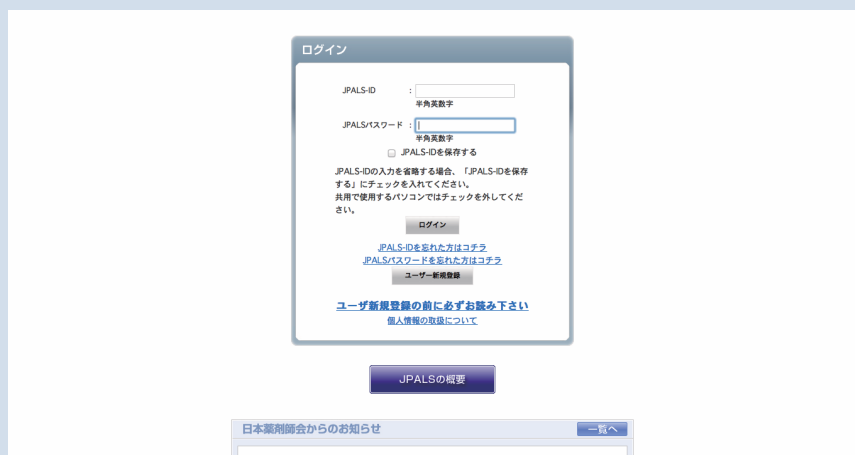 ログイン
JPALS-ID :
半角英数字
JPALSパスワード :
半角英数字
JPALS-IDを保存する
JPALS-IDの入力を省略する場合、「JPALS-IDを保存
する」にチェックを入れてください。
共用で使用するパソコンではチェックを外してくだ
さい。
ログイン
JPALS-IDを忘れた方はコチラ
JPALSパスワードを忘れた方はコチラ
ユーザー新規登録
ユーザ新規登録の前に必ずお読み下さい
個人情報の取扱について
JPALSの概要
日本薬剤師会からのお知らせ
一覧へ